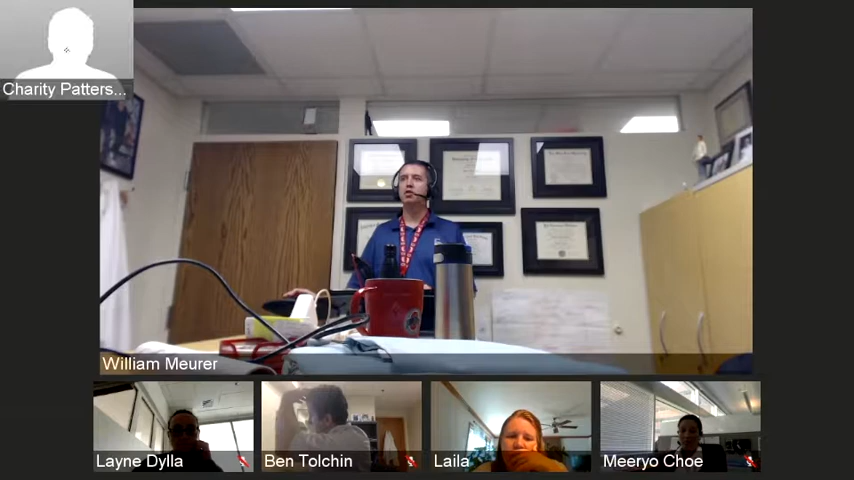 Charity Patters...
William Meurer
Layne Dylla
Ben Tolchin
Laila
Meeryo Choe